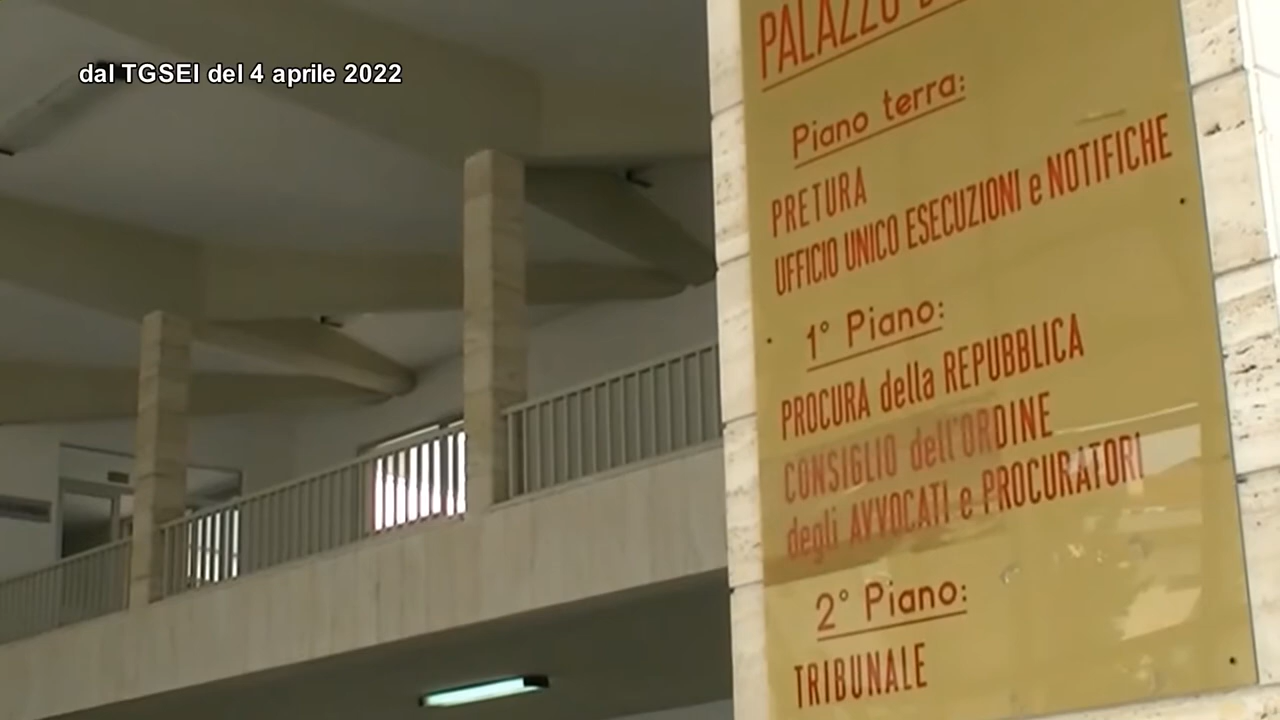 dal TGSEI del 4 aprile 2022
PALAZZO
Piano terra:
PRETURA
UFFICIO UNICO ESECUZIONI e NOTIFICHE
1° Piano:
PROCURA della REPUBBLICA
CONSIGLIO dell'ORDINE
degli AVVOCATI e PROCURATORI
2° Piano:
TRIBUNALE